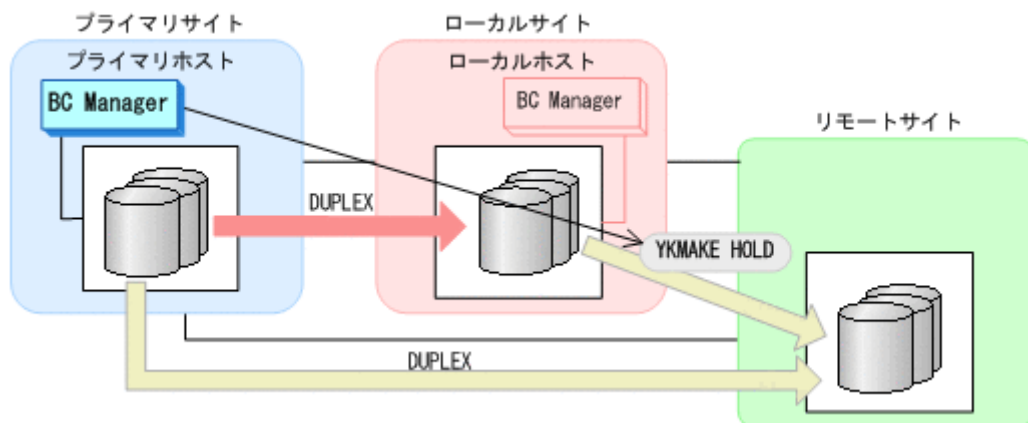 プライマリサイト
ローカルサイト
プライマリホスト
ローカルホスト
BC Manager
BC Manager
リモートサイト
DUPLEX
YKMAKE HOLD
DUPLEX